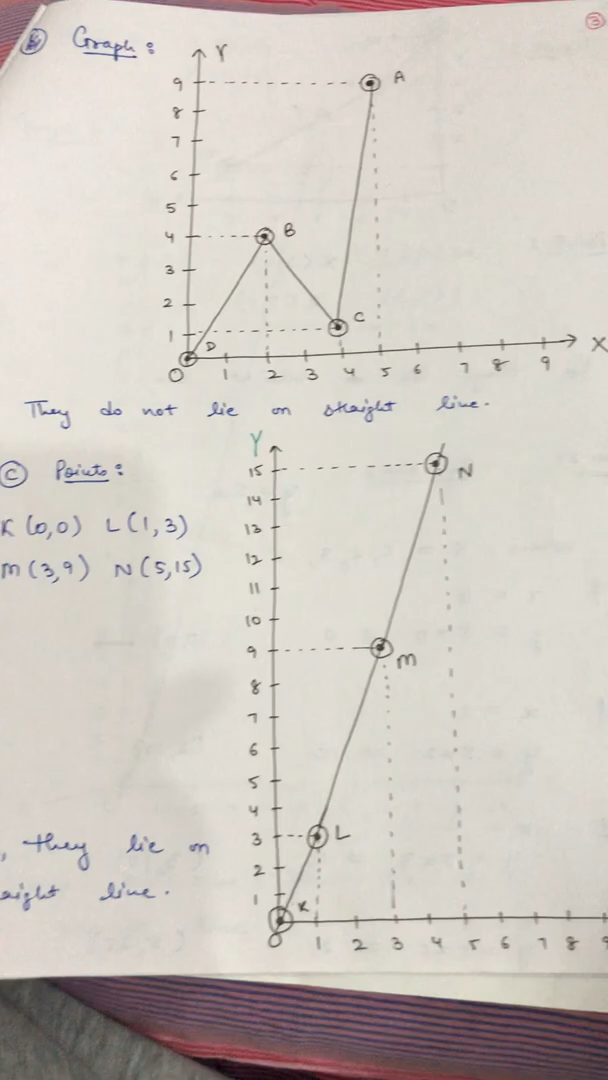 ③
ⓑ Graph :
Y
A
9
8
7
6
5
4 B
3
2
1 C
D
O 1 2 3 4 5 6 7 8 9 X
They do not lie on straight line.
ⓒ Points :
K (0,0) L (1,3)
M (3,9) N (5,15)
Y
15 N
14
13
12
11
10
9 M
8
7
6
5
4
3 L
2
1 K
O 1 2 3 4 5 6 7 8 9
, they lie on
aight line.